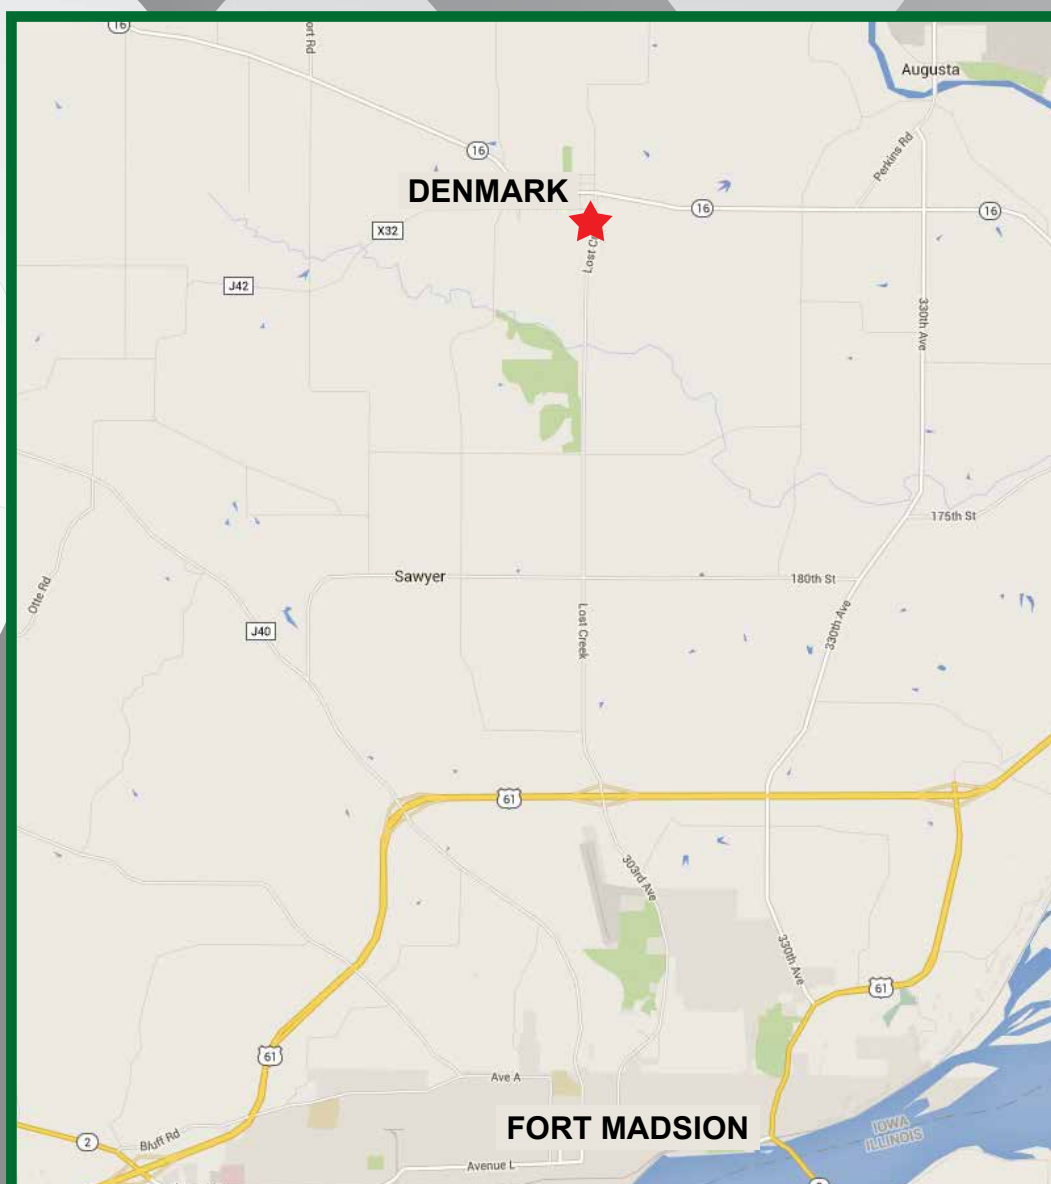 16
ort Rd
Augusta
16
Perkins Rd
DENMARK
16
16
X32
Lost C
J42
330th Ave
175th St
Sawyer
180th St
Otte Rd
Lost Creek
330th Ave
J40
61
303rd Ave
330th Ave
61
61
Ave A
FORT MADSION
IOWA
ILLINOIS
2
Bluff Rd
Avenue L